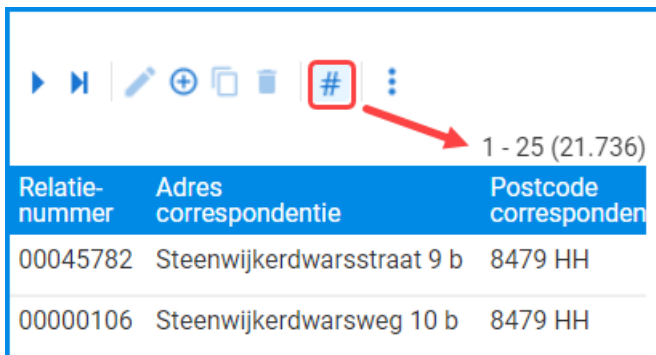 #
1 - 25 (21.736)
Relatie- Adres Postcode
nummer correspondentie corresponden
00045782 Steenwijkerdwarsstraat 9 b 8479 HH
00000106 Steenwijkerdwarsweg 10 b 8479 HH